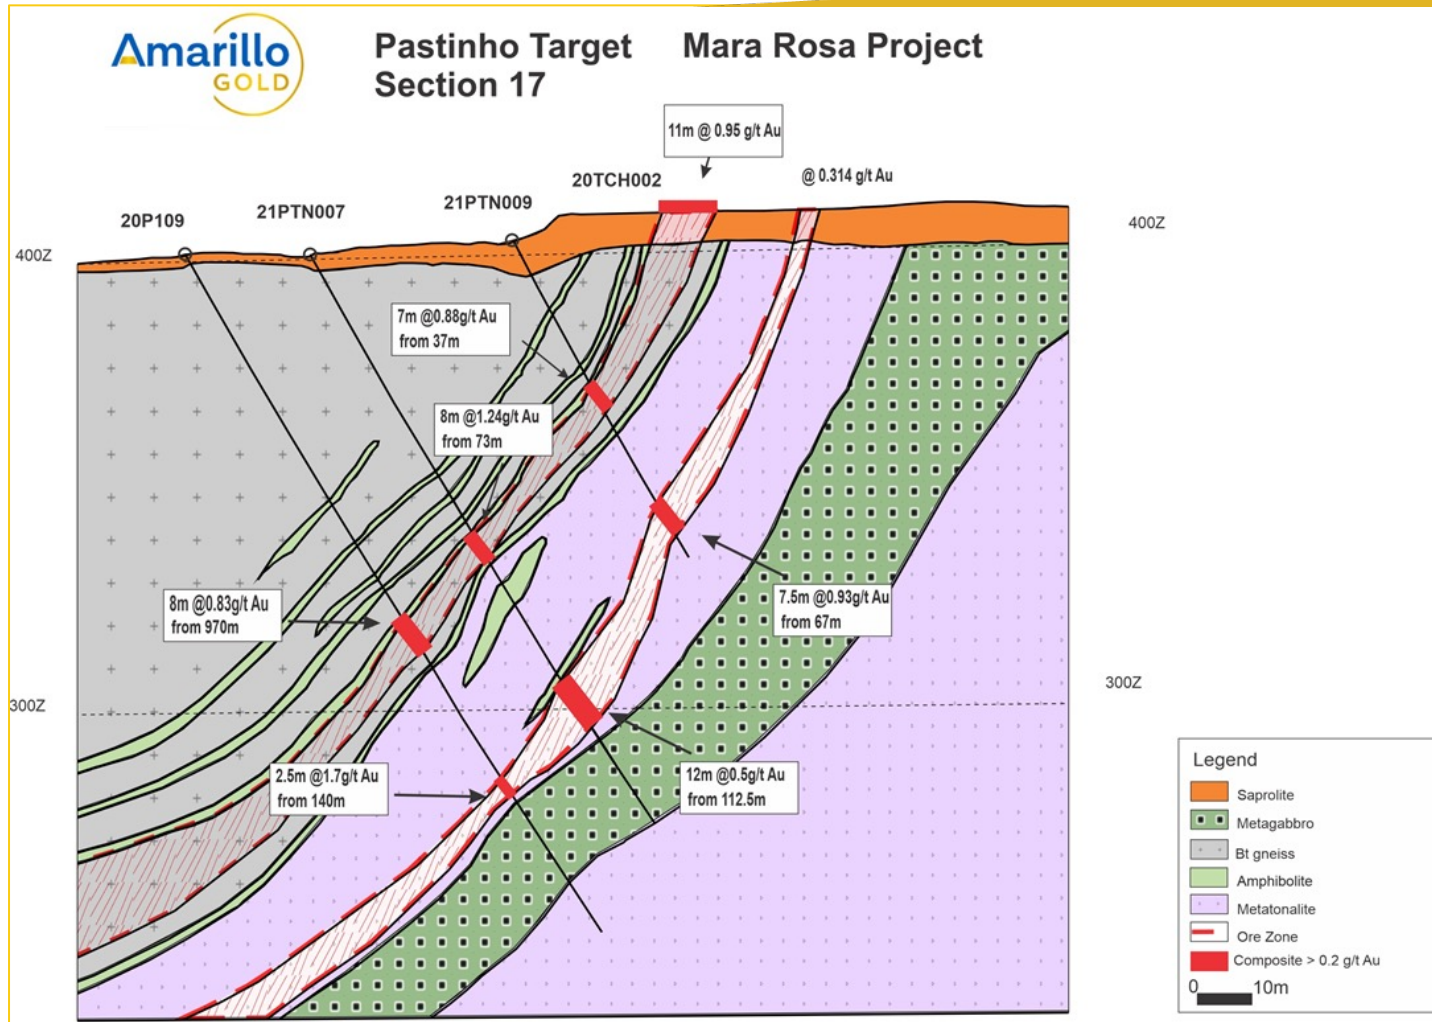 Amarillo
GOLD
Pastinho Target Mara Rosa Project
Section 17
11m @ 0.95 g/t Au
@ 0.314 g/t Au
20TCH002
21PTN009
21PTN007
20P109
400Z
400Z
7m @0.88g/t Au
from 37m
8m @1.24g/t Au
from 73m
8m @0.83g/t Au
from 970m
7.5m @0.93g/t Au
from 67m
300Z
300Z
2.5m @1.7g/t Au
from 140m
12m @0.5g/t Au
from 112.5m
Legend
Saprolite
Metagabbro
Bt gneiss
Amphibolite
Metatonalite
Ore Zone
Composite > 0.2 g/t Au
0 10m